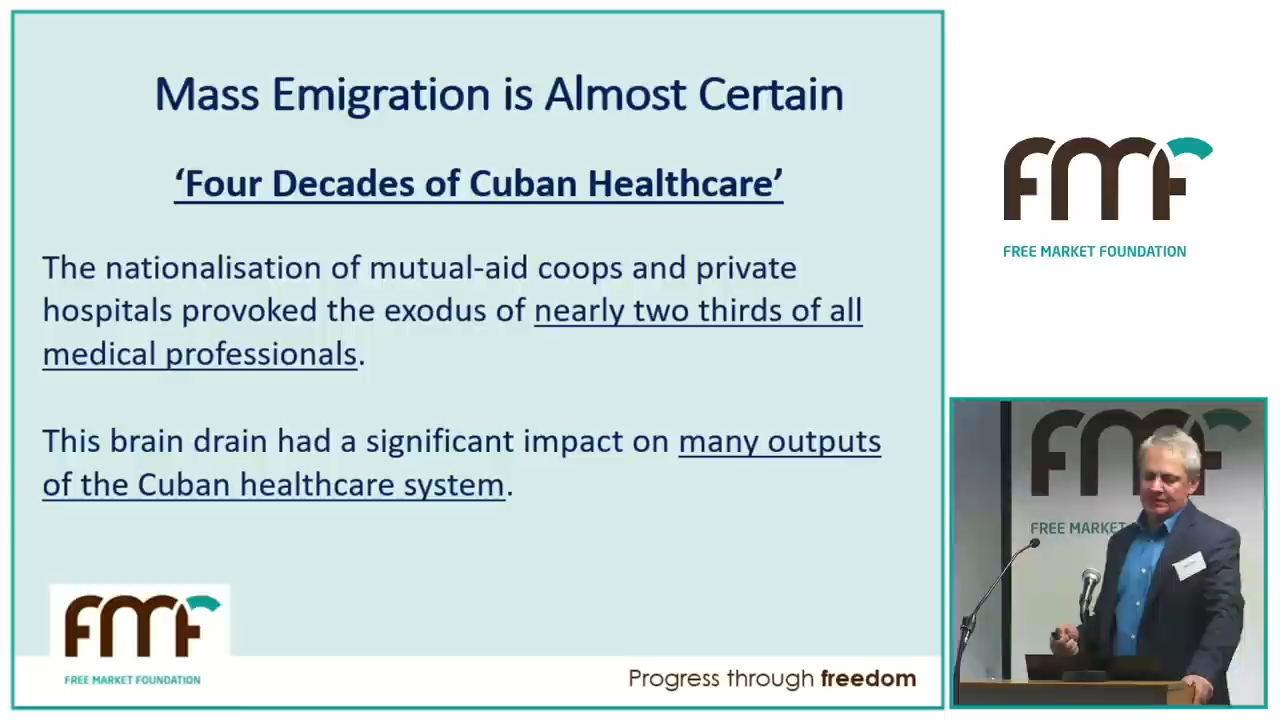 Mass Emigration is Almost Certain
‘Four Decades of Cuban Healthcare’
The nationalisation of mutual-aid coops and private
hospitals provoked the exodus of nearly two thirds of all
medical professionals.
This brain drain had a significant impact on many outputs
of the Cuban healthcare system.
FMF
FREE MARKET FOUNDATION
Progress through freedom
FMF
FREE MARKET FOUNDATION
FMF
FREE MARKET